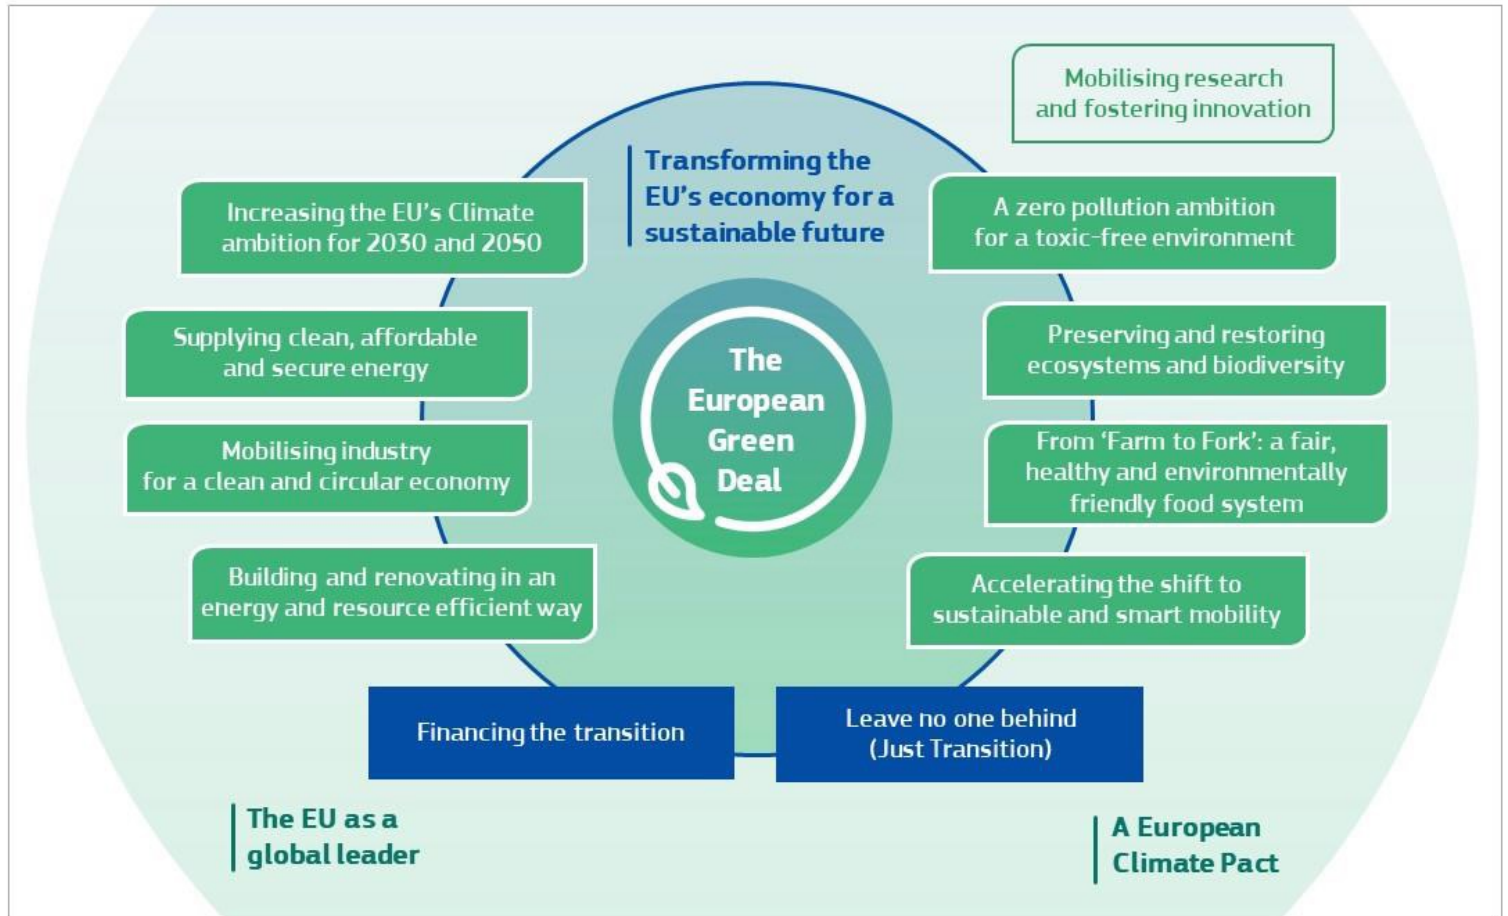 Mobilising research
and fostering innovation
Transforming the
EU's economy for a
sustainable future
Increasing the EU's Climate
ambition for 2030 and 2050
A zero pollution ambition
for a toxic-free environment
Supplying clean, affordable
and secure energy
Preserving and restoring
ecosystems and biodiversity
The
European
Green
Deal
Mobilising industry
for a clean and circular economy
From ‘Farm to Fork’: a fair,
healthy and environmentally
friendly food system
Building and renovating in an
energy and resource efficient way
Accelerating the shift to
sustainable and smart mobility
Financing the transition
Leave no one behind
(Just Transition)
The EU as a
global leader
A European
Climate Pact